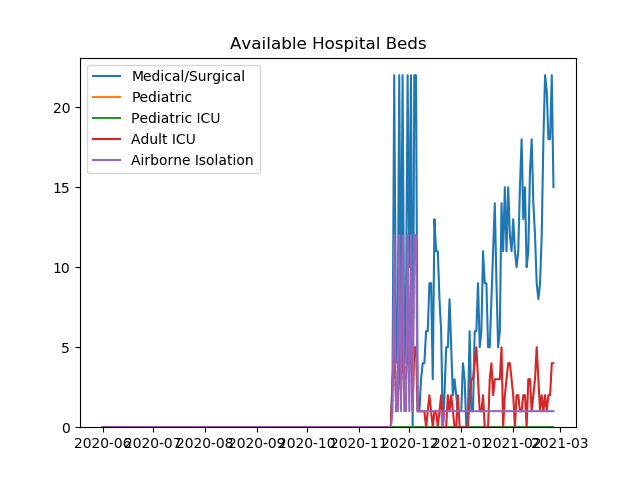 Available Hospital Beds
Medical/Surgical
Pediatric
Pediatric ICU
Adult ICU
Airborne Isolation
20
15
10
5
0
2020-06 2020-07 2020-08 2020-09 2020-10 2020-11 2020-12 2021-01 2021-02 2021-03